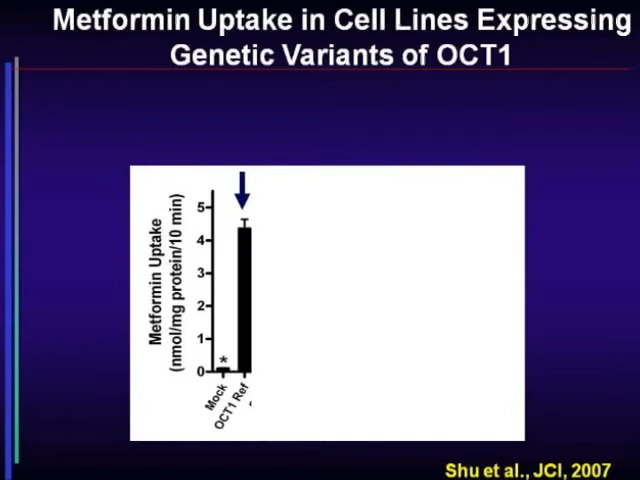 Metformin Uptake in Cell Lines Expressing
Genetic Variants of OCT1
Metformin Uptake
(nmol/mg protein/10 min)
5
4
3
2
1
0
*
Mock
OCT1 Ref
Shu et al., JCI, 2007